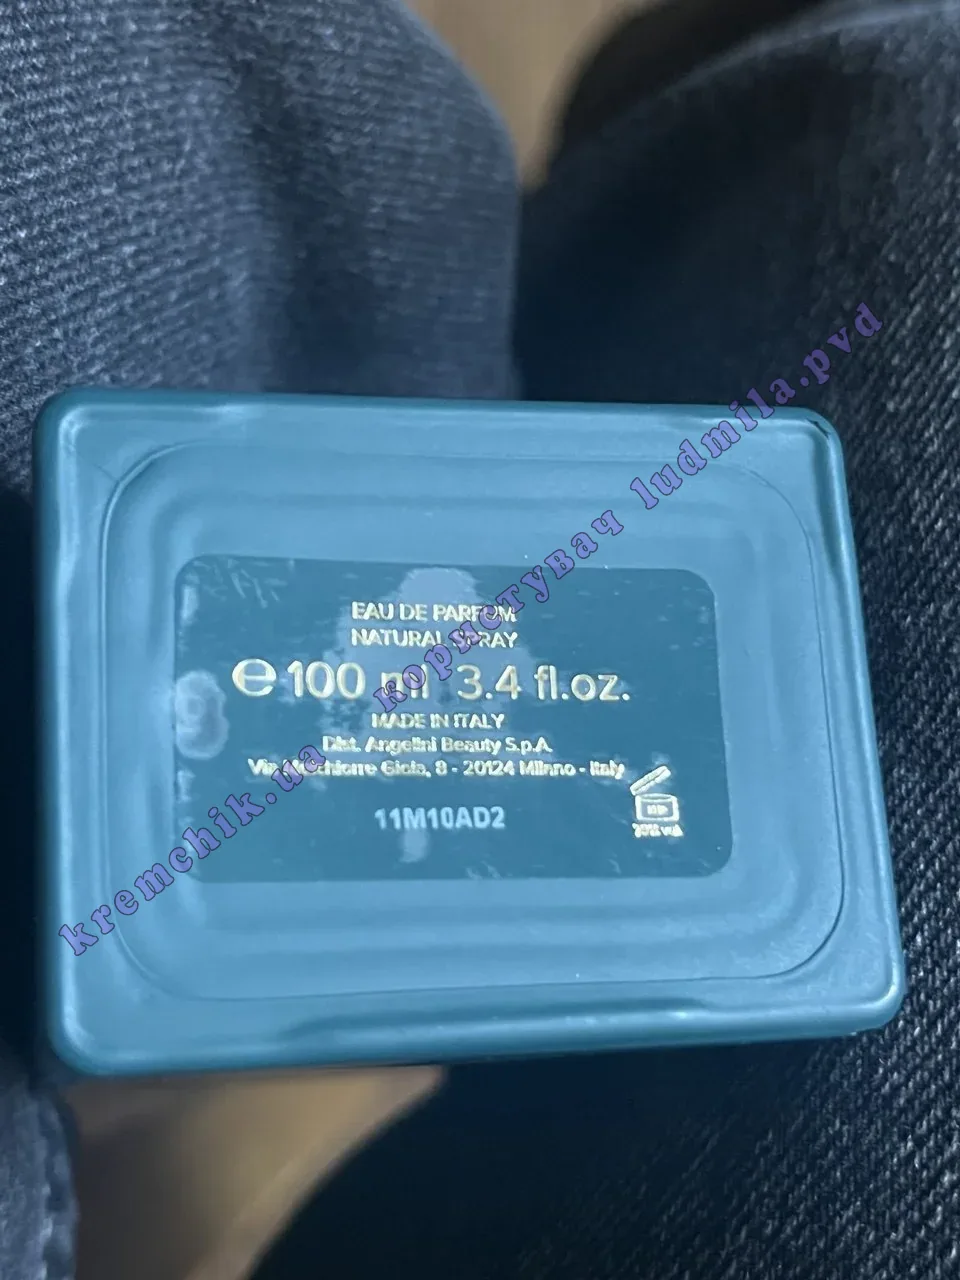 EAU DE PARFUM
NATURAL SPRAY
℮ 100 ml 3.4 fl.oz.
MADE IN ITALY
Dist. Angelini Beauty S.p.A.
Via Melchiorre Gioia, 8 - 20124 Milano - Italy
11M10AD2
kremchik.ua користувач ludmila.pvd